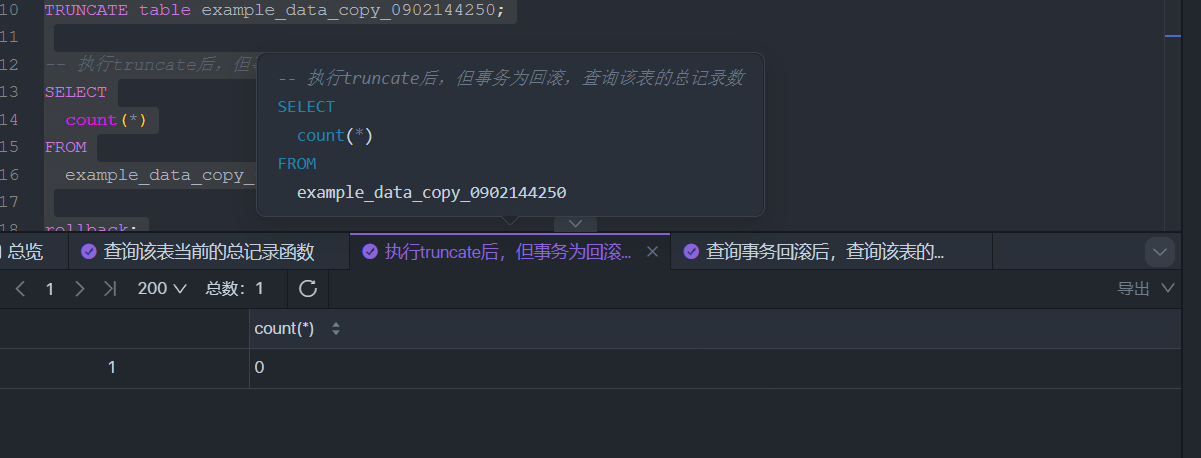 10 TRUNCATE table example_data_copy_0902144250;
11
12 -- 执行truncate后，但
13 SELECT
14 count(*)
15 FROM
16 example_data_copy_
17
18 rollback;
-- 执行truncate后，但事务为回滚，查询该表的总记录数
SELECT
count(*)
FROM
example_data_copy_0902144250
总览 查询该表当前的总记录函数 执行truncate后，但事务为回滚... 查询事务回滚后，查询该表的...
1 200 总数：1 导出
count(*)
1 0